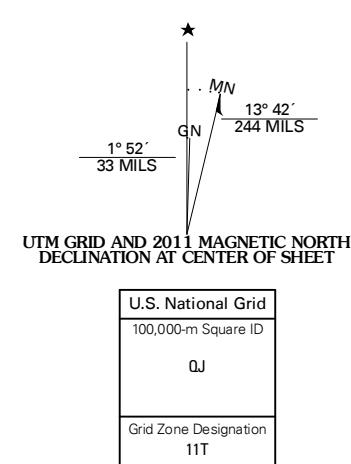 ★
MN
GN
13° 42´
244 MILS
1° 52´
33 MILS
UTM GRID AND 2011 MAGNETIC NORTH
DECLINATION AT CENTER OF SHEET
U.S. National Grid
100,000-m Square ID
QJ
Grid Zone Designation
11T